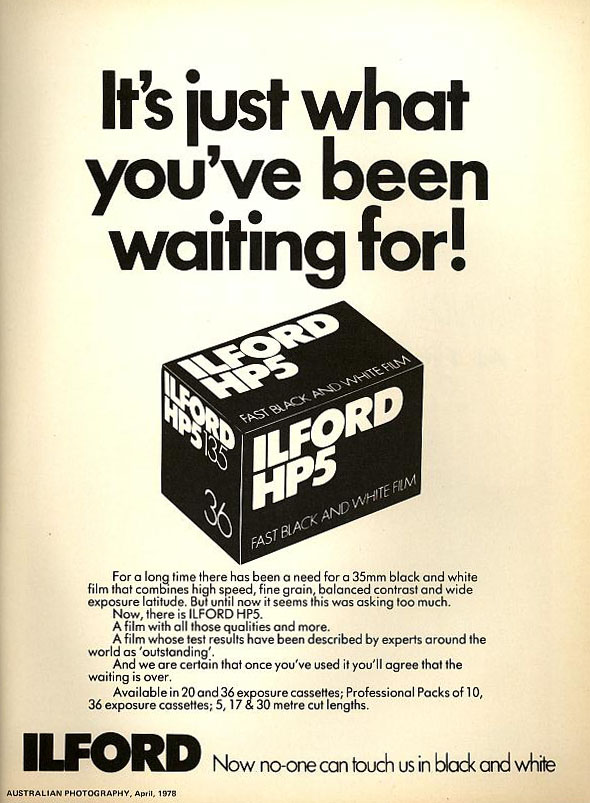 It's just what
you've been
waiting for!
ILFORD
HP5
FAST BLACK AND WHITE FILM
ILFORD
HP5 135
36
ILFORD
HP5
FAST BLACK AND WHITE FILM
For a long time there has been a need for a 35mm black and white
film that combines high speed, fine grain, balanced contrast and wide
exposure latitude. But until now it seems this was asking too much.
Now, there is ILFORD HP5.
A film with all those qualities and more.
A film whose test results have been described by experts around the
world as 'outstanding'.
And we are certain that once you've used it you'll agree that the
waiting is over.
Available in 20 and 36 exposure cassettes; Professional Packs of 10,
36 exposure cassettes; 5, 17 & 30 metre cut lengths.
ILFORD Now no-one can touch us in black and white
AUSTRALIAN PHOTOGRAPHY, April, 1978